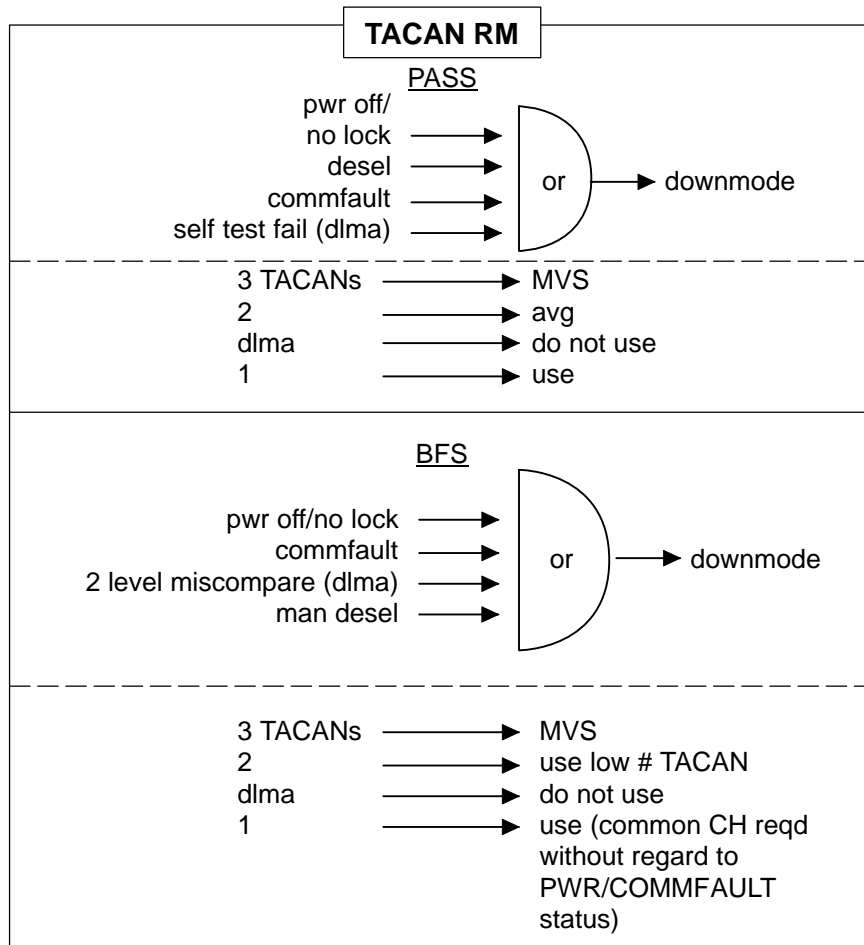 TACAN RM
PASS
pwr off/
no lock
desel
commfault
self test fail (dlma)
or
downmode
3 TACANs MVS
2 avg
dlma do not use
1 use
BFS
pwr off/no lock
commfault
2 level miscompare (dlma)
man desel
or
downmode
3 TACANs MVS
2 use low # TACAN
dlma do not use
1 use (common CH reqd
without regard to
PWR/COMMFAULT
status)